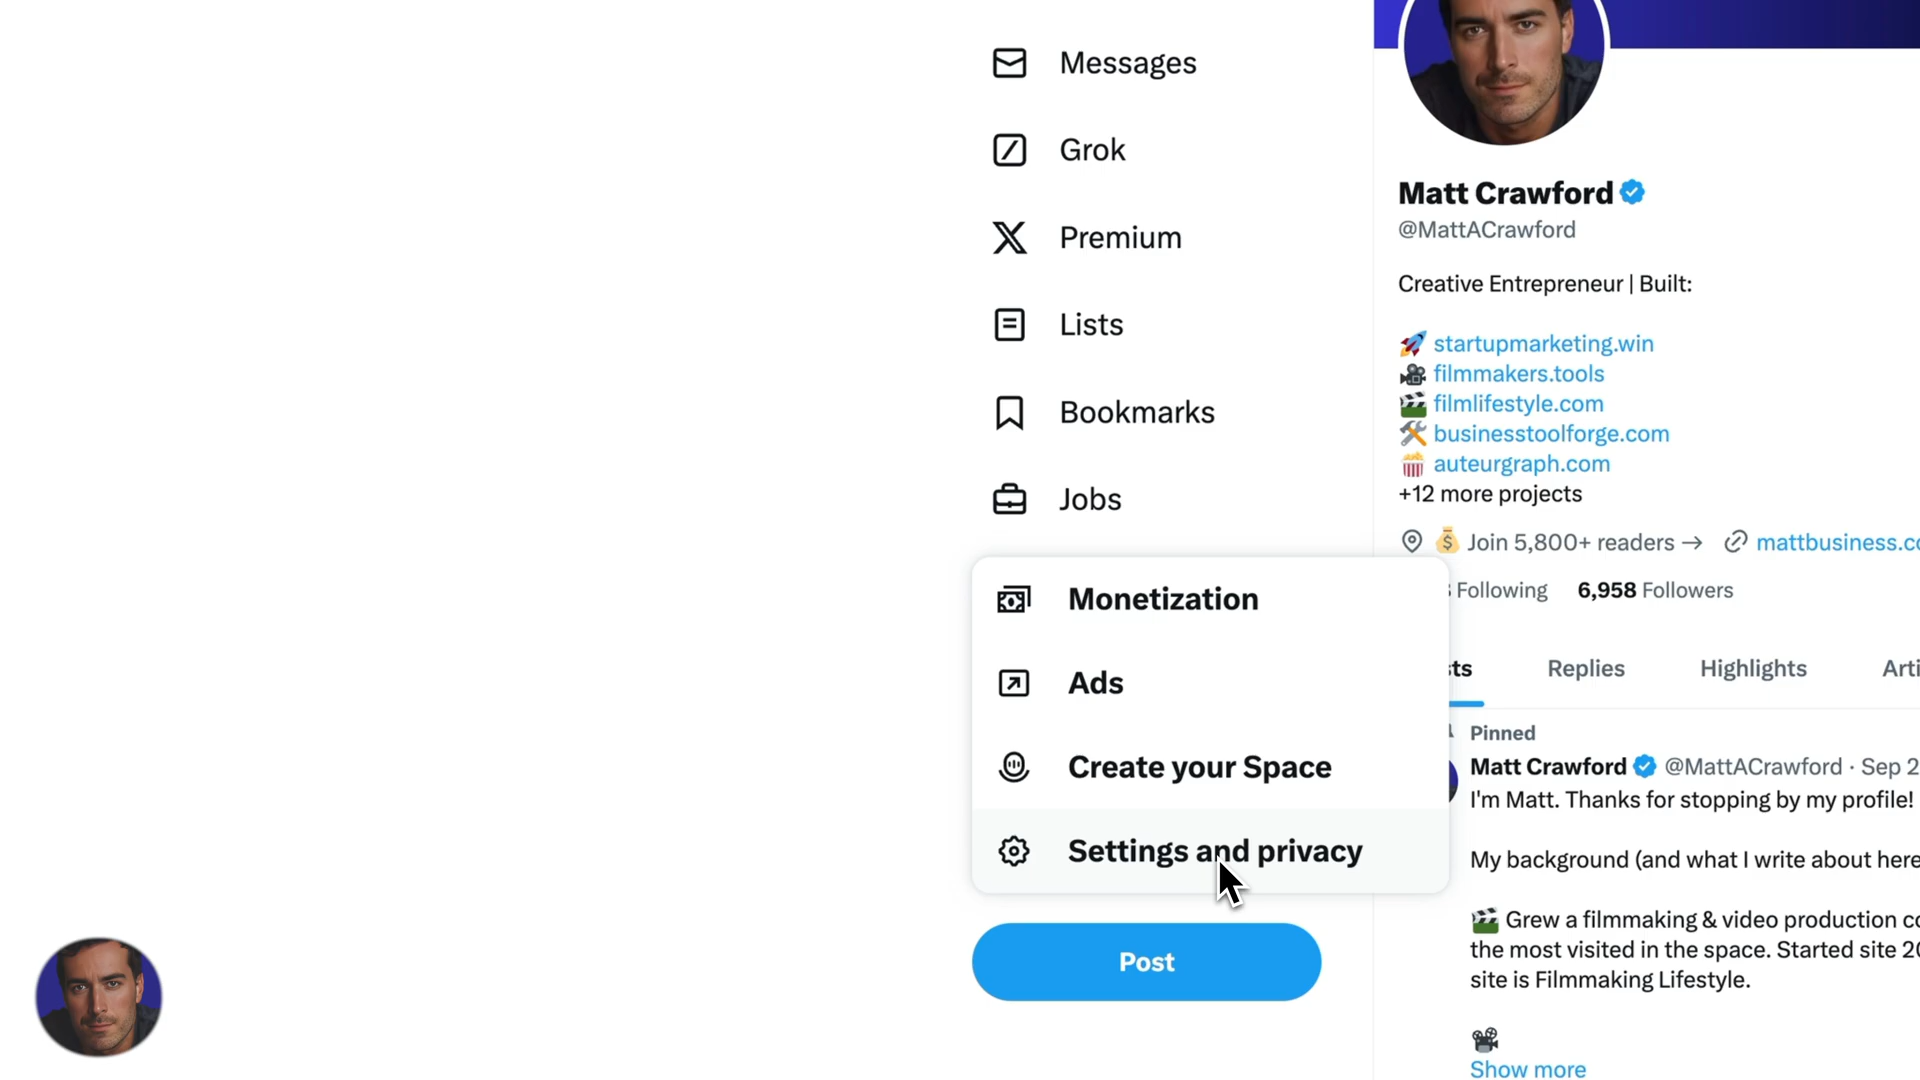 Messages
Grok
Premium
Lists
Bookmarks
Jobs
Monetization
Ads
Create your Space
Settings and privacy
Post
Matt Crawford
@MattACrawford
Creative Entrepreneur | Built:
🚀 startupmarketing.win
🎥 filmmakers.tools
🎬 filmlifestyle.com
🛠️ businesstoolforge.com
🍿 auteurgraph.com
+12 more projects
💰 Join 5,800+ readers → mattbusiness.c
Following 6,958 Followers
sts Replies Highlights Arti
Pinned
Matt Crawford @MattACrawford · Sep 2
I'm Matt. Thanks for stopping by my profile!
My background (and what I write about here
🎬 Grew a filmmaking & video production c
the most visited in the space. Started site 20
site is Filmmaking Lifestyle.
🎥
Show more